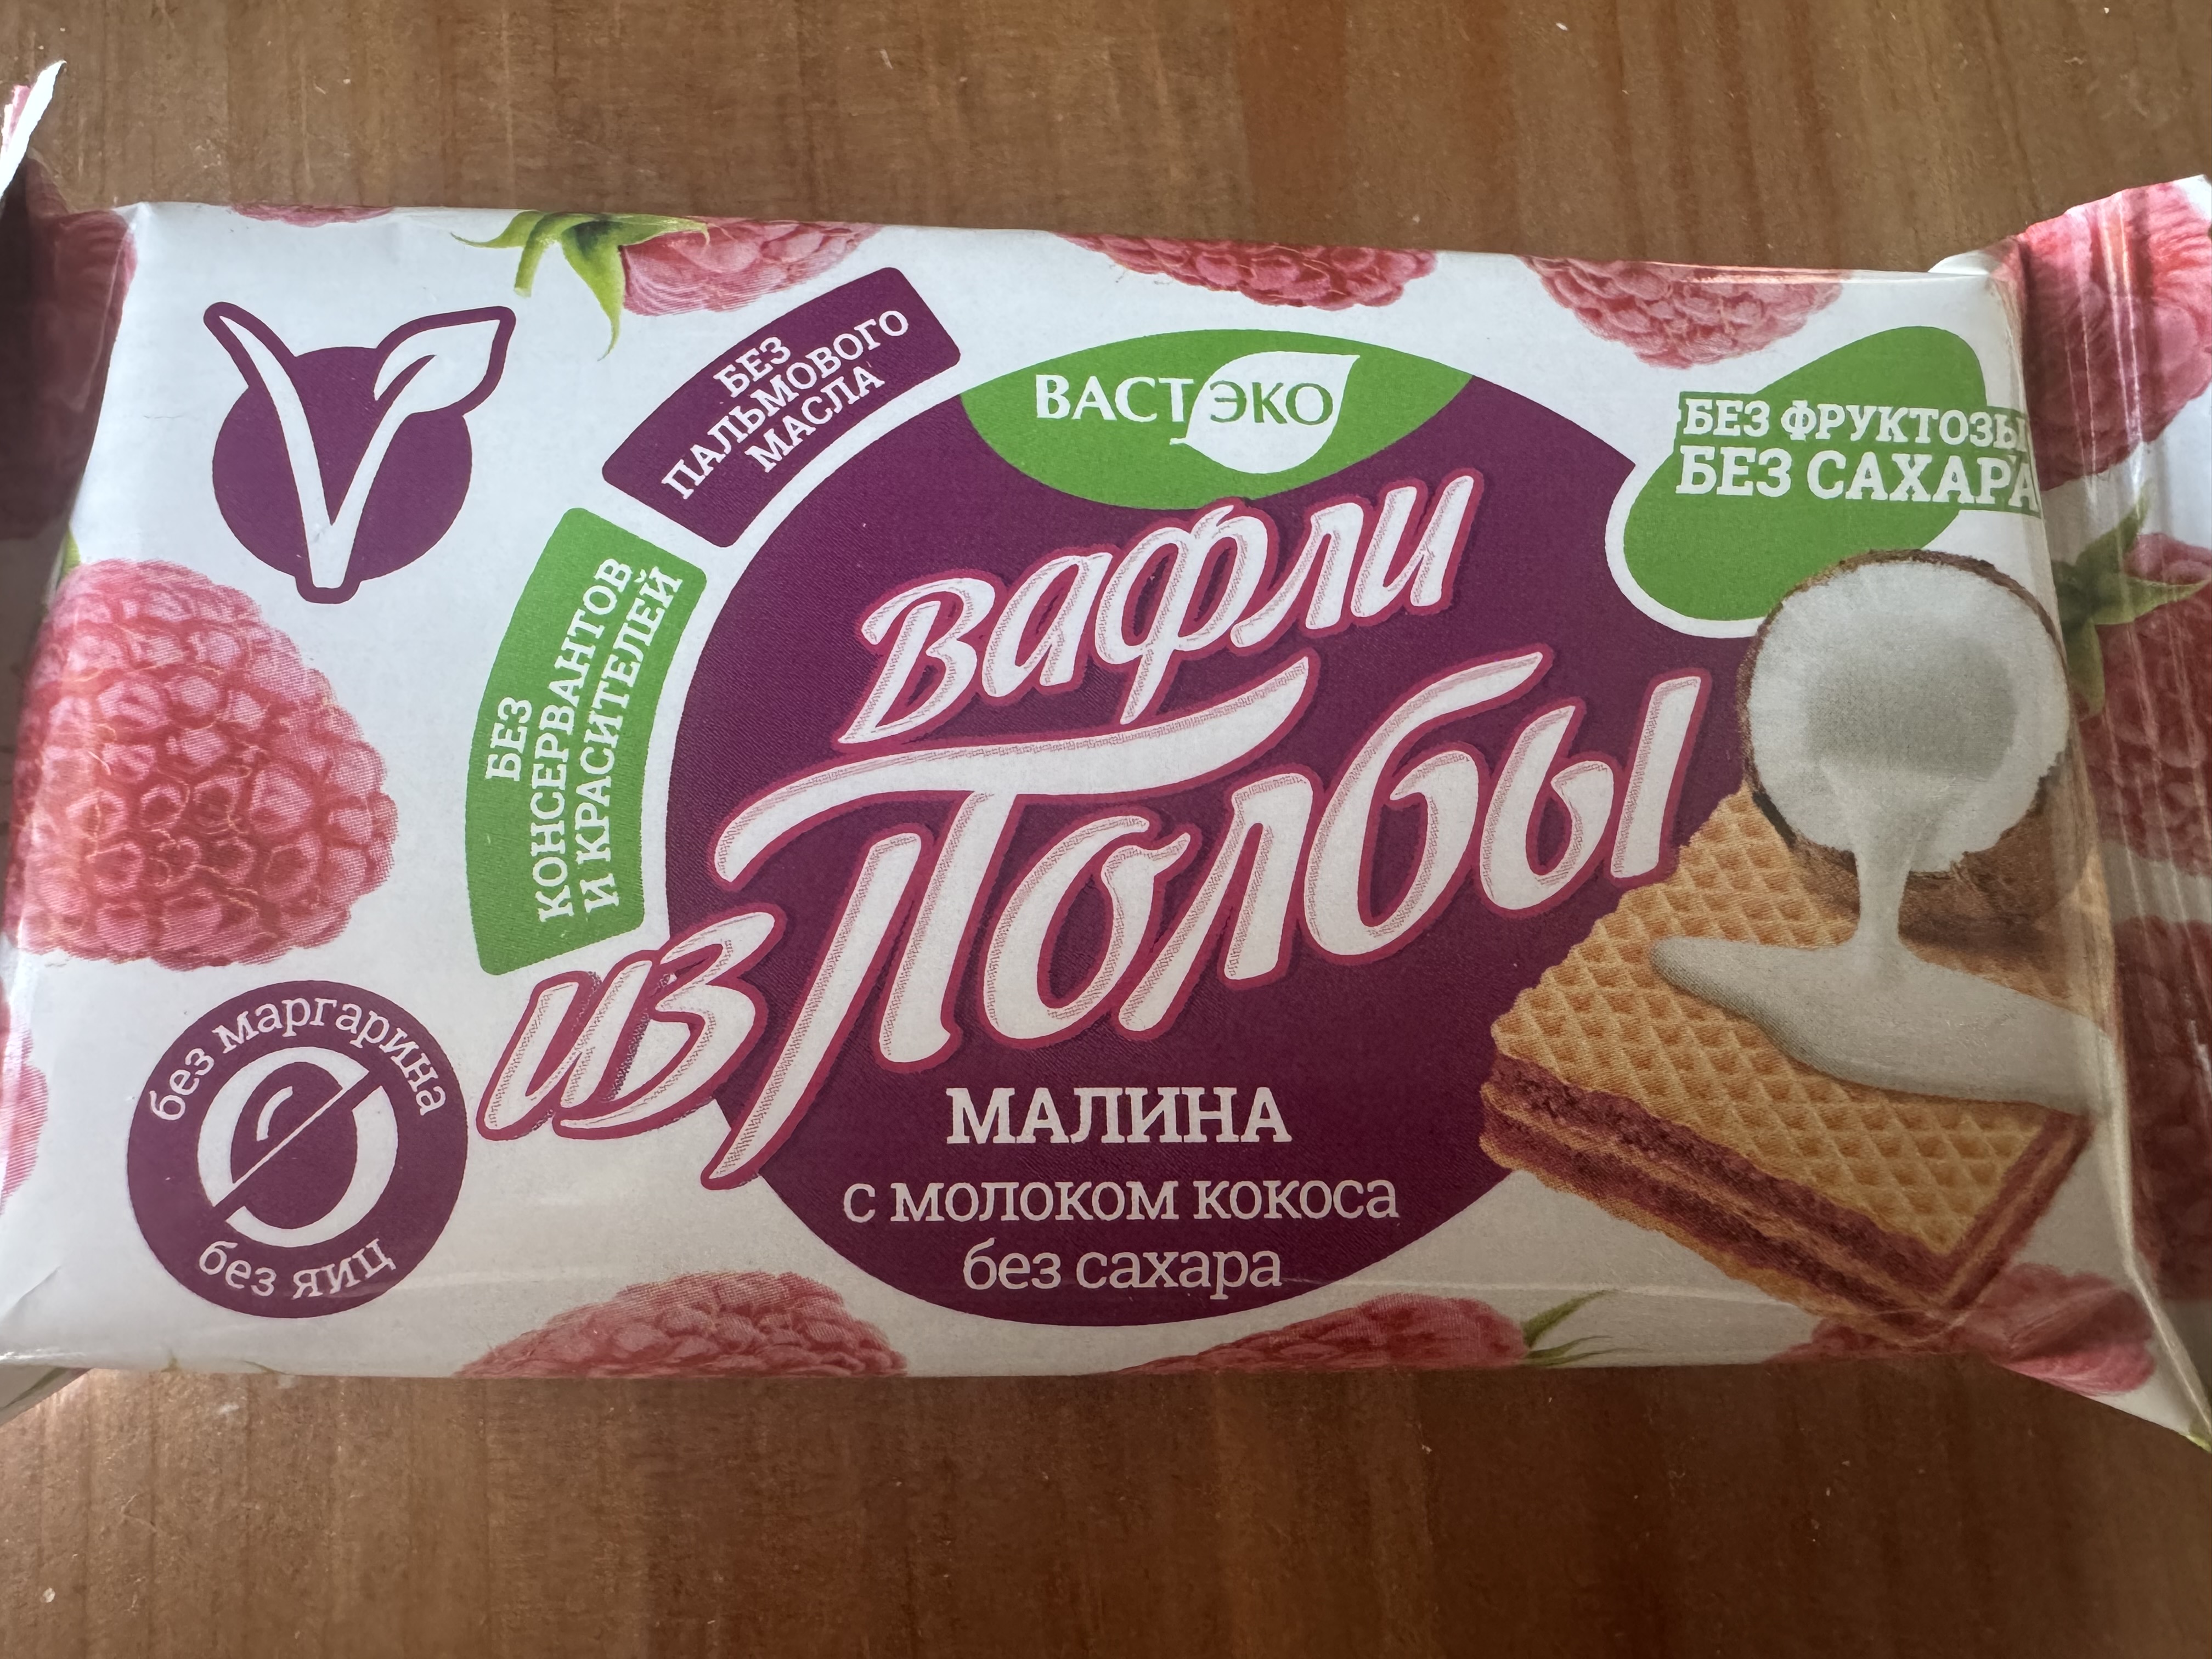 БЕЗ
ПАЛЬМОВОГО
МАСЛА
ВАСТЭКО
БЕЗ ФРУКТОЗЫ
БЕЗ САХАРА
БЕЗ
КОНСЕРВАНТОВ
И КРАСИТЕЛЕЙ
Вафли
из Полбы
без маргарина
без яиц
МАЛИНА
с молоком кокоса
без сахара